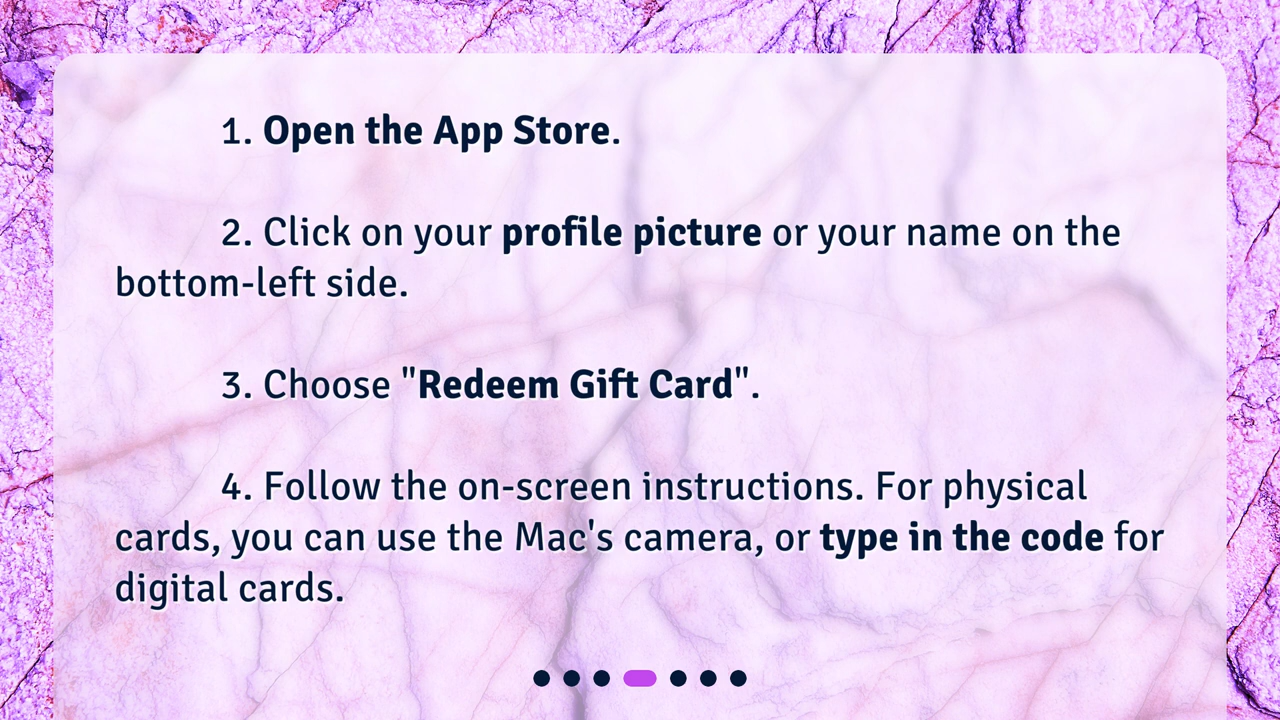 1. Open the App Store.
2. Click on your profile picture or your name on the
bottom-left side.
3. Choose "Redeem Gift Card".
4. Follow the on-screen instructions. For physical
cards, you can use the Mac's camera, or type in the code for
digital cards.